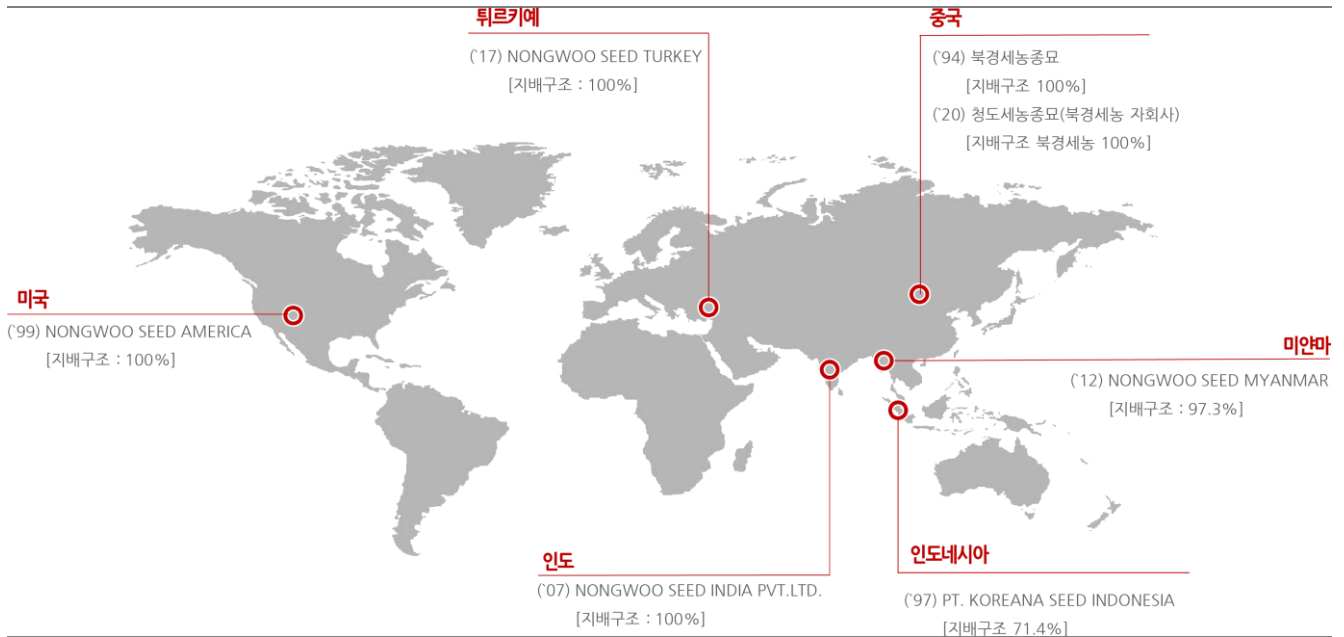 튀르키예
(`17) NONGWOO SEED TURKEY
[지배구조 : 100%]
중국
(`94) 북경세농종묘
[지배구조 100%]
(`20) 청도세농종묘(북경세농 자회사)
[지배구조 북경세농 100%]
미국
(`99) NONGWOO SEED AMERICA
[지배구조 : 100%]
미얀마
(`12) NONGWOO SEED MYANMAR
[지배구조 : 97.3%]
인도
(`07) NONGWOO SEED INDIA PVT.LTD.
[지배구조 : 100%]
인도네시아
(`97) PT. KOREANA SEED INDONESIA
[지배구조 71.4%]